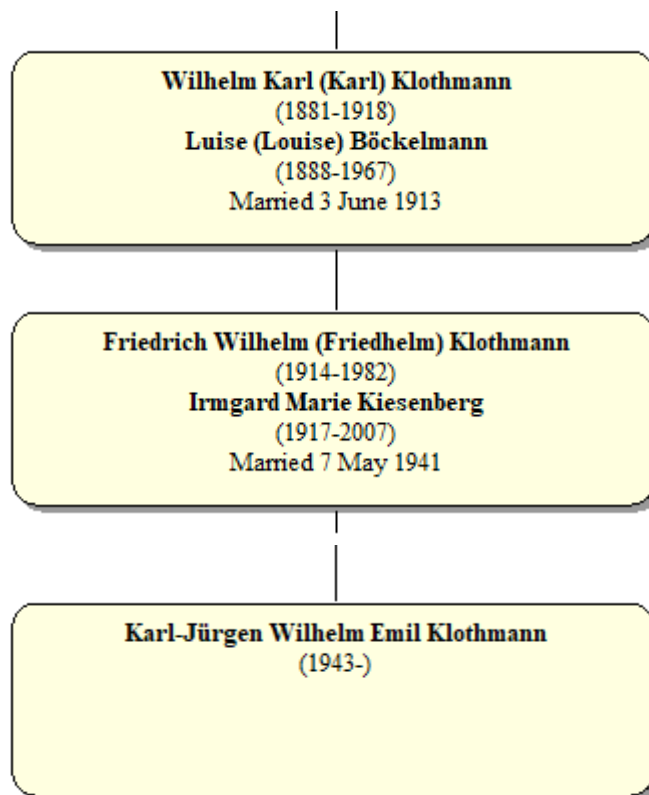 Wilhelm Karl (Karl) Klothmann
(1881-1918)
Luise (Louise) Böckelmann
(1888-1967)
Married 3 June 1913
Friedrich Wilhelm (Friedhelm) Klothmann
(1914-1982)
Irmgard Marie Kiesenberg
(1917-2007)
Married 7 May 1941
Karl-Jürgen Wilhelm Emil Klothmann
(1943-)